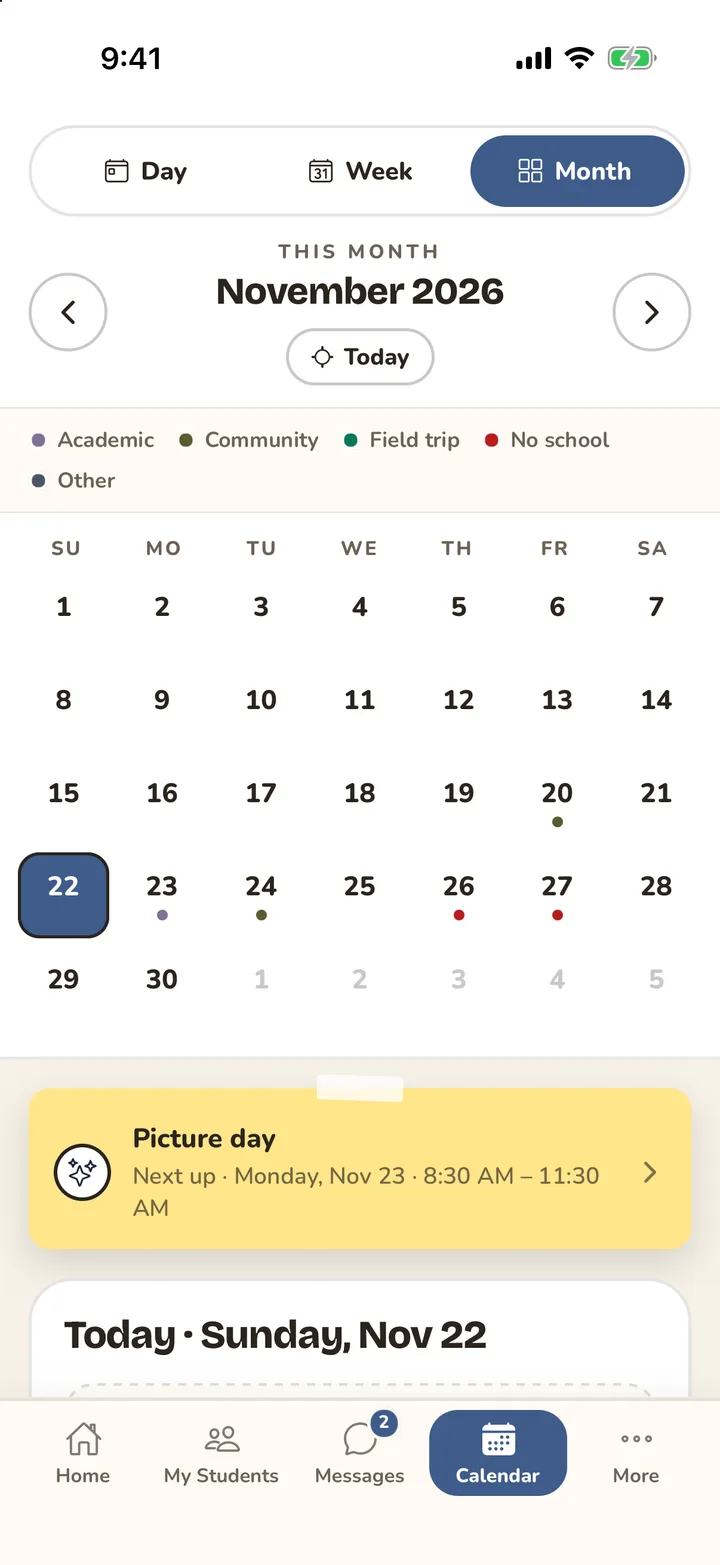 9:41
Day
31 Week
Month
THIS MONTH
November 2026
Today
Academic Community Field trip No school
Other
SU MO TU WE TH FR SA
1 2 3 4 5 6 7
8 9 10 11 12 13 14
15 16 17 18 19 20 21
22 23 24 25 26 27 28
29 30 1 2 3 4 5
Picture day
Next up · Monday, Nov 23 · 8:30 AM – 11:30
AM
Today · Sunday, Nov 22
2
Home My Students Messages Calendar More